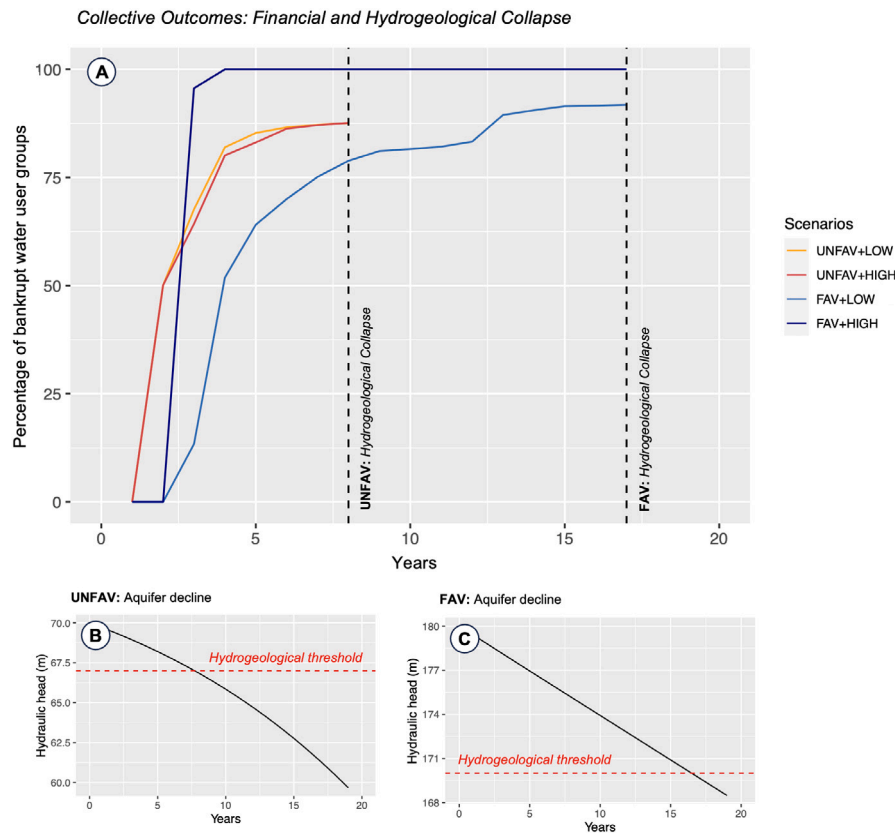 Collective Outcomes: Financial and Hydrogeological Collapse
A
100
75
50
25
0
Percentage of bankrupt water user groups
UNFAV: Hydrogeological Collapse
FAV: Hydrogeological Collapse
0 5 10 15 20
Years
Scenarios
UNFAV+LOW
UNFAV+HIGH
FAV+LOW
FAV+HIGH
UNFAV: Aquifer decline
B
70.0
67.5
65.0
62.5
60.0
Hydraulic head (m)
Hydrogeological threshold
0 5 10 15 20
Years
FAV: Aquifer decline
C
180
177
174
171
168
Hydraulic head (m)
Hydrogeological threshold
0 5 10 15 20
Years